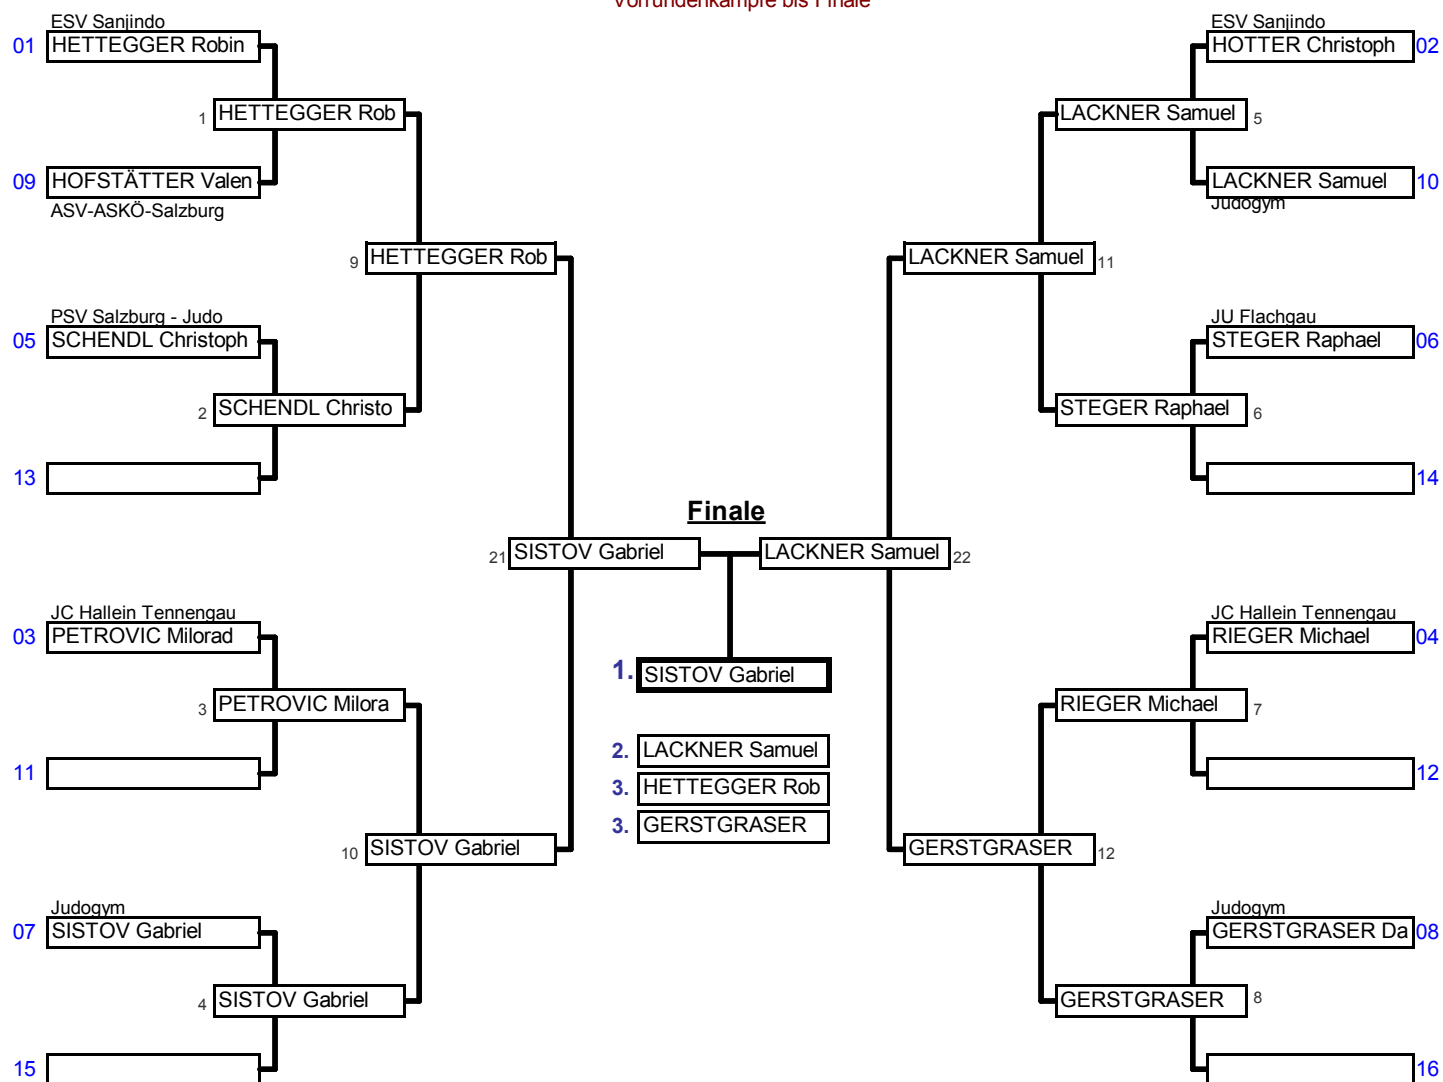 Vorrundenkämpfe bis Finale
ESV Sanjindo
01 HETTEGGER Robin
1 HETTEGGER Rob
09 HOFSTÄTTER Valen
ASV-ASKÖ-Salzburg
9 HETTEGGER Rob
PSV Salzburg - Judo
05 SCHENDL Christoph
2 SCHENDL Christo
13
21 SISTOV Gabriel
JC Hallein Tennengau
03 PETROVIC Milorad
3 PETROVIC Milora
11
10 SISTOV Gabriel
Judogym
07 SISTOV Gabriel
4 SISTOV Gabriel
15
Finale
1. SISTOV Gabriel
2. LACKNER Samuel
3. HETTEGGER Rob
3. GERSTGRASER
ESV Sanjindo
HOTTER Christoph 02
LACKNER Samuel 5
LACKNER Samuel 10
Judogym
LACKNER Samuel 11
JU Flachgau
STEGER Raphael 06
STEGER Raphael 6
14
LACKNER Samuel 22
JC Hallein Tennengau
RIEGER Michael 04
RIEGER Michael 7
12
GERSTGRASER 12
Judogym
GERSTGRASER Da 08
GERSTGRASER 8
16